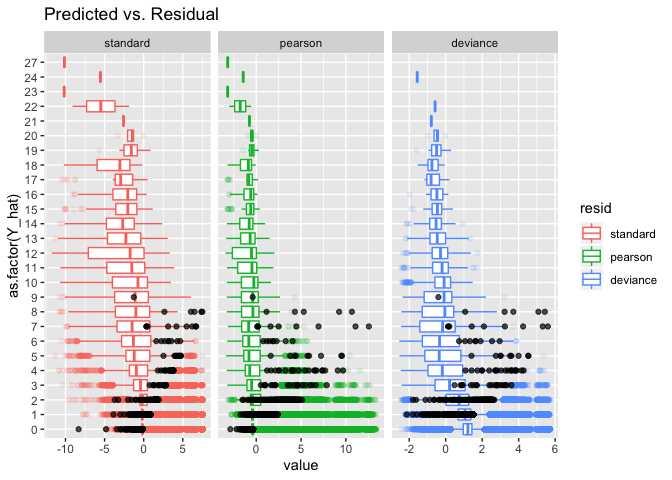 Predicted vs. Residual
standard pearson deviance
as.factor(Y_hat)
27
24
23
22
21
20
19
18
17
16
15
14
13
12
11
10
9
8
7
6
5
4
3
2
1
0
-10 -5 0 5 0 5 10 -2 0 2 4 6
value
resid
standard
pearson
deviance